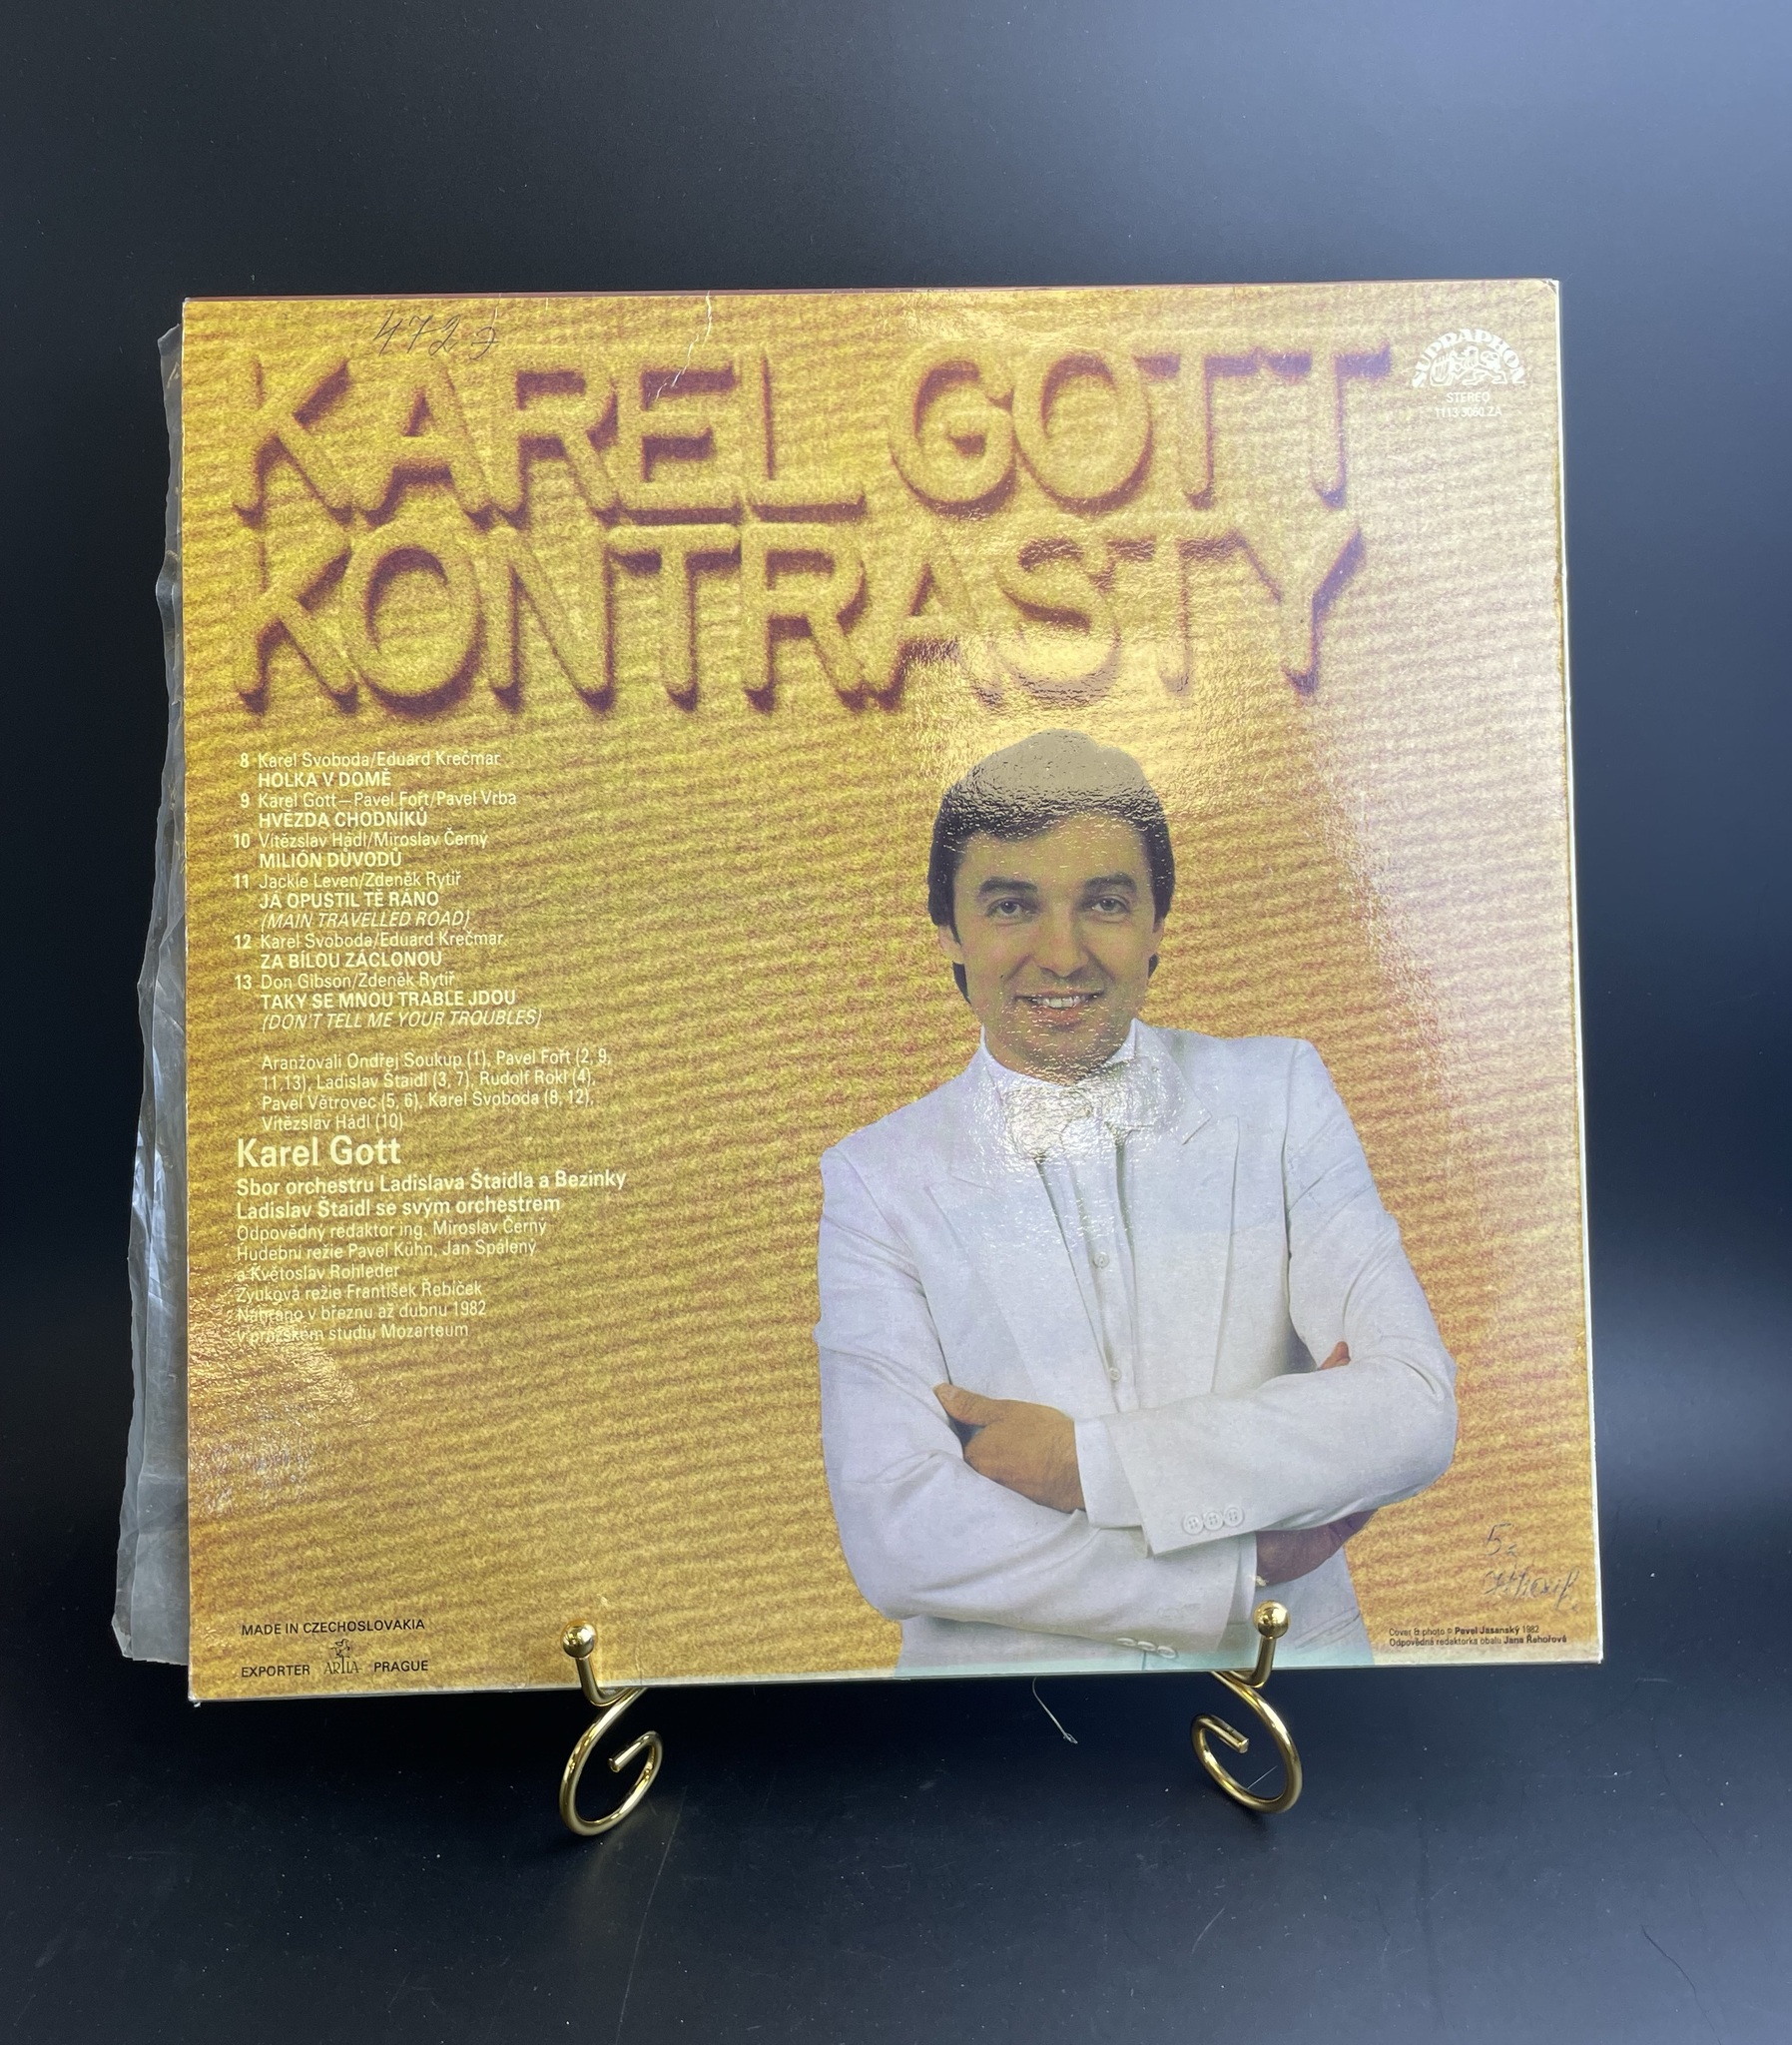 472 Э
KAREL GOTT
KONTRASTY
SUPRAPHON
STEREO
1113 3060 ZA
8 Karel Svoboda/Eduard Krečmar
HOLKA V DOMĚ
9 Karel Gott—Pavel Fořt/Pavel Vrba
HVĚZDA CHODNÍKŮ
10 Vítězslav Hádl/Miroslav Černý
MILIÓN DŮVODŮ
11 Jackie Leven/Zdeněk Rytíř
JÁ OPUSTIL TĚ RÁNO
(MAIN TRAVELLED ROAD)
12 Karel Svoboda/Eduard Krečmar
ZA BÍLOU ZÁCLONOU
13 Don Gibson/Zdeněk Rytíř
TAKY SE MNOU TRABLE JDOU
(DON'T TELL ME YOUR TROUBLES)
Aranžovali Ondřej Soukup (1), Pavel Fořt (2, 9,
11,13), Ladislav Štaidl (3, 7), Rudolf Rokl (4),
Pavel Větrovec (5, 6), Karel Svoboda (8, 12),
Vítězslav Hádl (10)
Karel Gott
Sbor orchestru Ladislava Štaidla a Bezinky
Ladislav Štaidl se svým orchestrem
Odpovědný redaktor ing. Miroslav Černý
Hudební režie Pavel Kühn, Jan Spálený
a Květoslav Rohleder
Zvuková režie František Řebíček
Nahráno v březnu až dubnu 1982
v pražském studiu Mozarteum
MADE IN CZECHOSLOVAKIA
EXPORTER ARTIA PRAGUE
5
Cover & photo © Pavel Jasanský 1982
Odpovědná redaktorka obalu Jana Řehořová